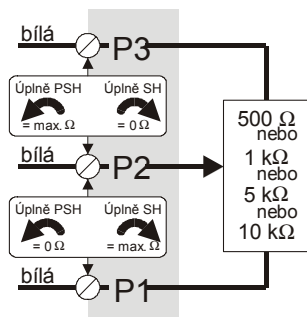 bílá P3
Úplně PSH Úplně SH
= max. Ω = 0 Ω
500 Ω
nebo
bílá P2
1 kΩ
nebo
5 kΩ
nebo
10 kΩ
Úplně PSH Úplně SH
= 0 Ω = max. Ω
bílá P1